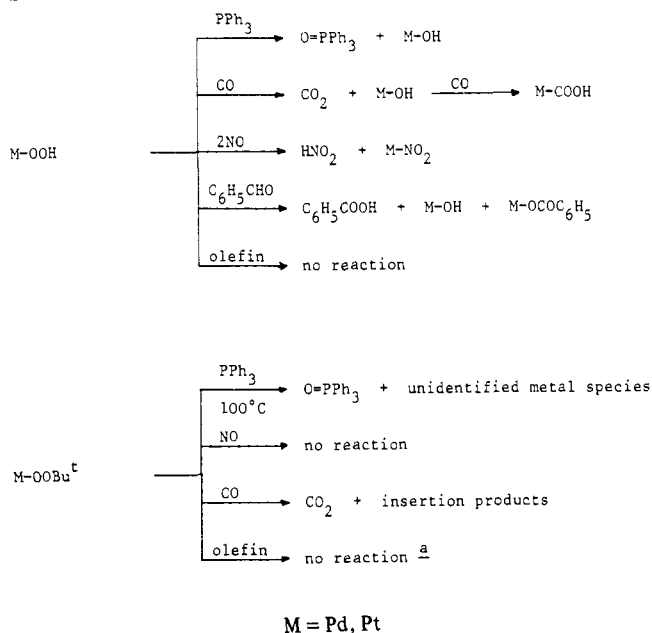 PPh3
O=PPh3 + M-OH
CO
CO2 + M-OH CO M-COOH
M-OOH
2NO
HNO2 + M-NO2
C6H5CHO
C6H5COOH + M-OH + M-OCOC6H5
olefin
no reaction
PPh3
O=PPh3 + unidentified metal species
100°C
NO
no reaction
M-OOBut
CO
CO2 + insertion products
olefin
no reaction a
M = Pd, Pt